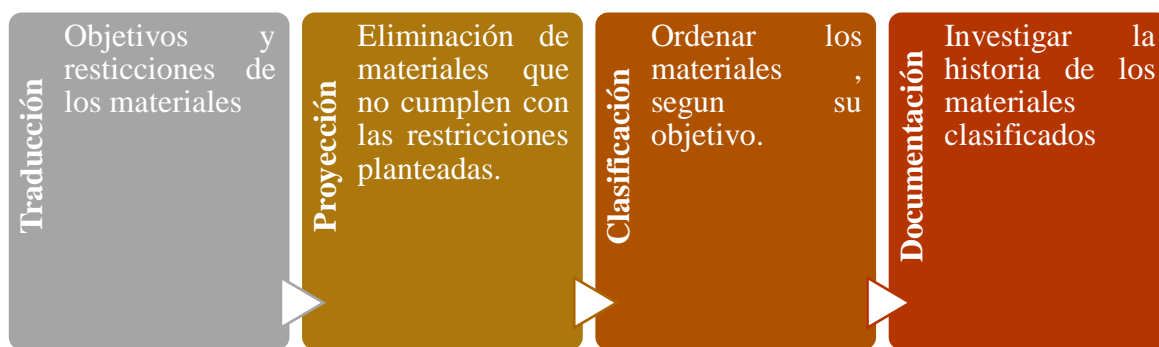 Traducción
Objetivos y
resticciones de
los materiales
Proyección
Eliminación de
materiales que
no cumplen con
las restricciones
planteadas.
Clasificación
Ordenar los
materiales ,
segun su
objetivo.
Documentación
Investigar la
historia de los
materiales
clasificados